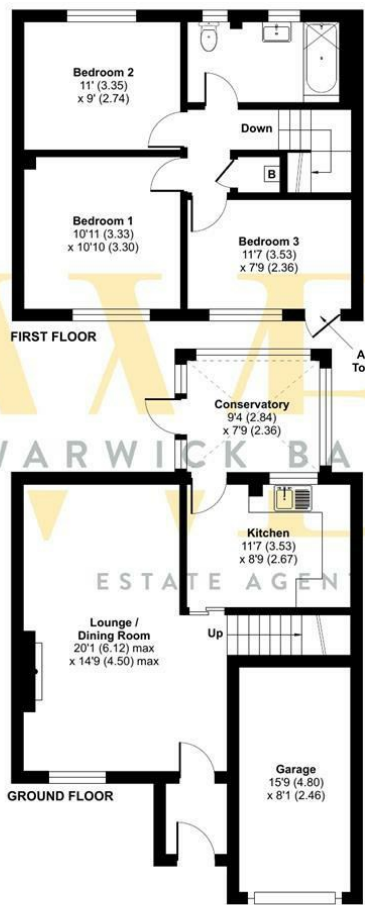 Bedroom 2
11' (3.35)
x 9' (2.74)
Down
B
Bedroom 1
10'11 (3.33)
x 10'10 (3.30)
Bedroom 3
11'7 (3.53)
x 7'9 (2.36)
FIRST FLOOR
A
To
Conservatory
9'4 (2.84)
x 7'9 (2.36)
WARWICK BA
Kitchen
11'7 (3.53)
x 8'9 (2.67)
ESTATE AGENT
Lounge /
Dining Room
20'1 (6.12) max
x 14'9 (4.50) max
Up
Garage
15'9 (4.80)
x 8'1 (2.46)
GROUND FLOOR